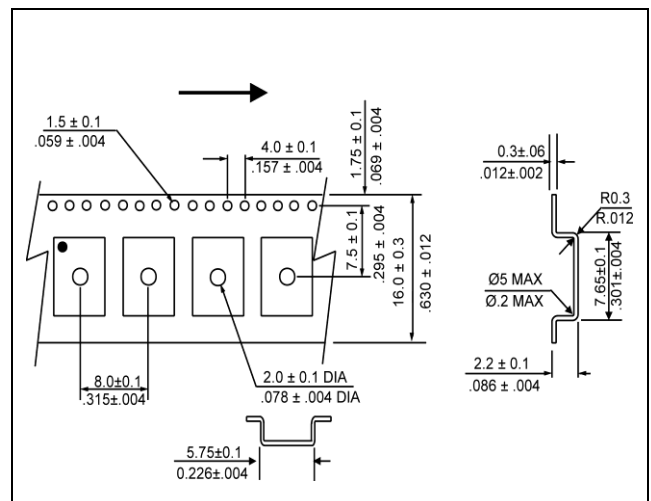 1.5 ± 0.1
.059 ± .004
4.0 ± 0.1
.157 ± .004
1.75 ± 0.1
.069 ± .004
7.5 ± 0.1
.295 ± .004
16.0 ± 0.3
.630 ± .012
8.0±0.1
.315±.004
2.0 ± 0.1 DIA
.078 ± .004 DIA
5.75±0.1
0.226±.004
0.3±.06
.012±.002
R0.3
R.012
Ø5 MAX
Ø.2 MAX
7.65±0.1
.301±.004
2.2 ± 0.1
.086 ± .004